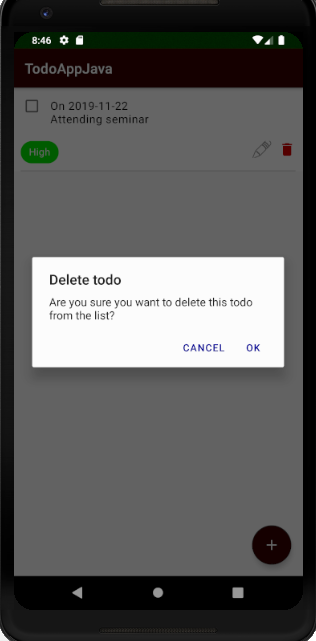 8:46
TodoAppJava
On 2019-11-22
Attending seminar
High
Delete todo
Are you sure you want to delete this todo
from the list?
CANCEL OK